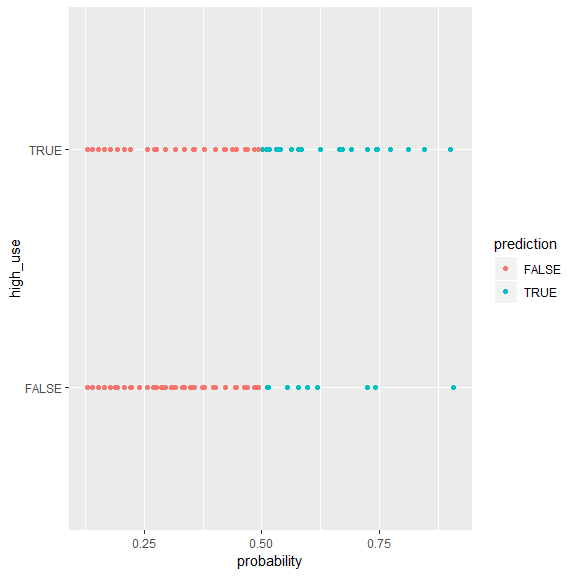 TRUE
FALSE
high_use
0.25
0.50
0.75
probability
prediction
FALSE
TRUE